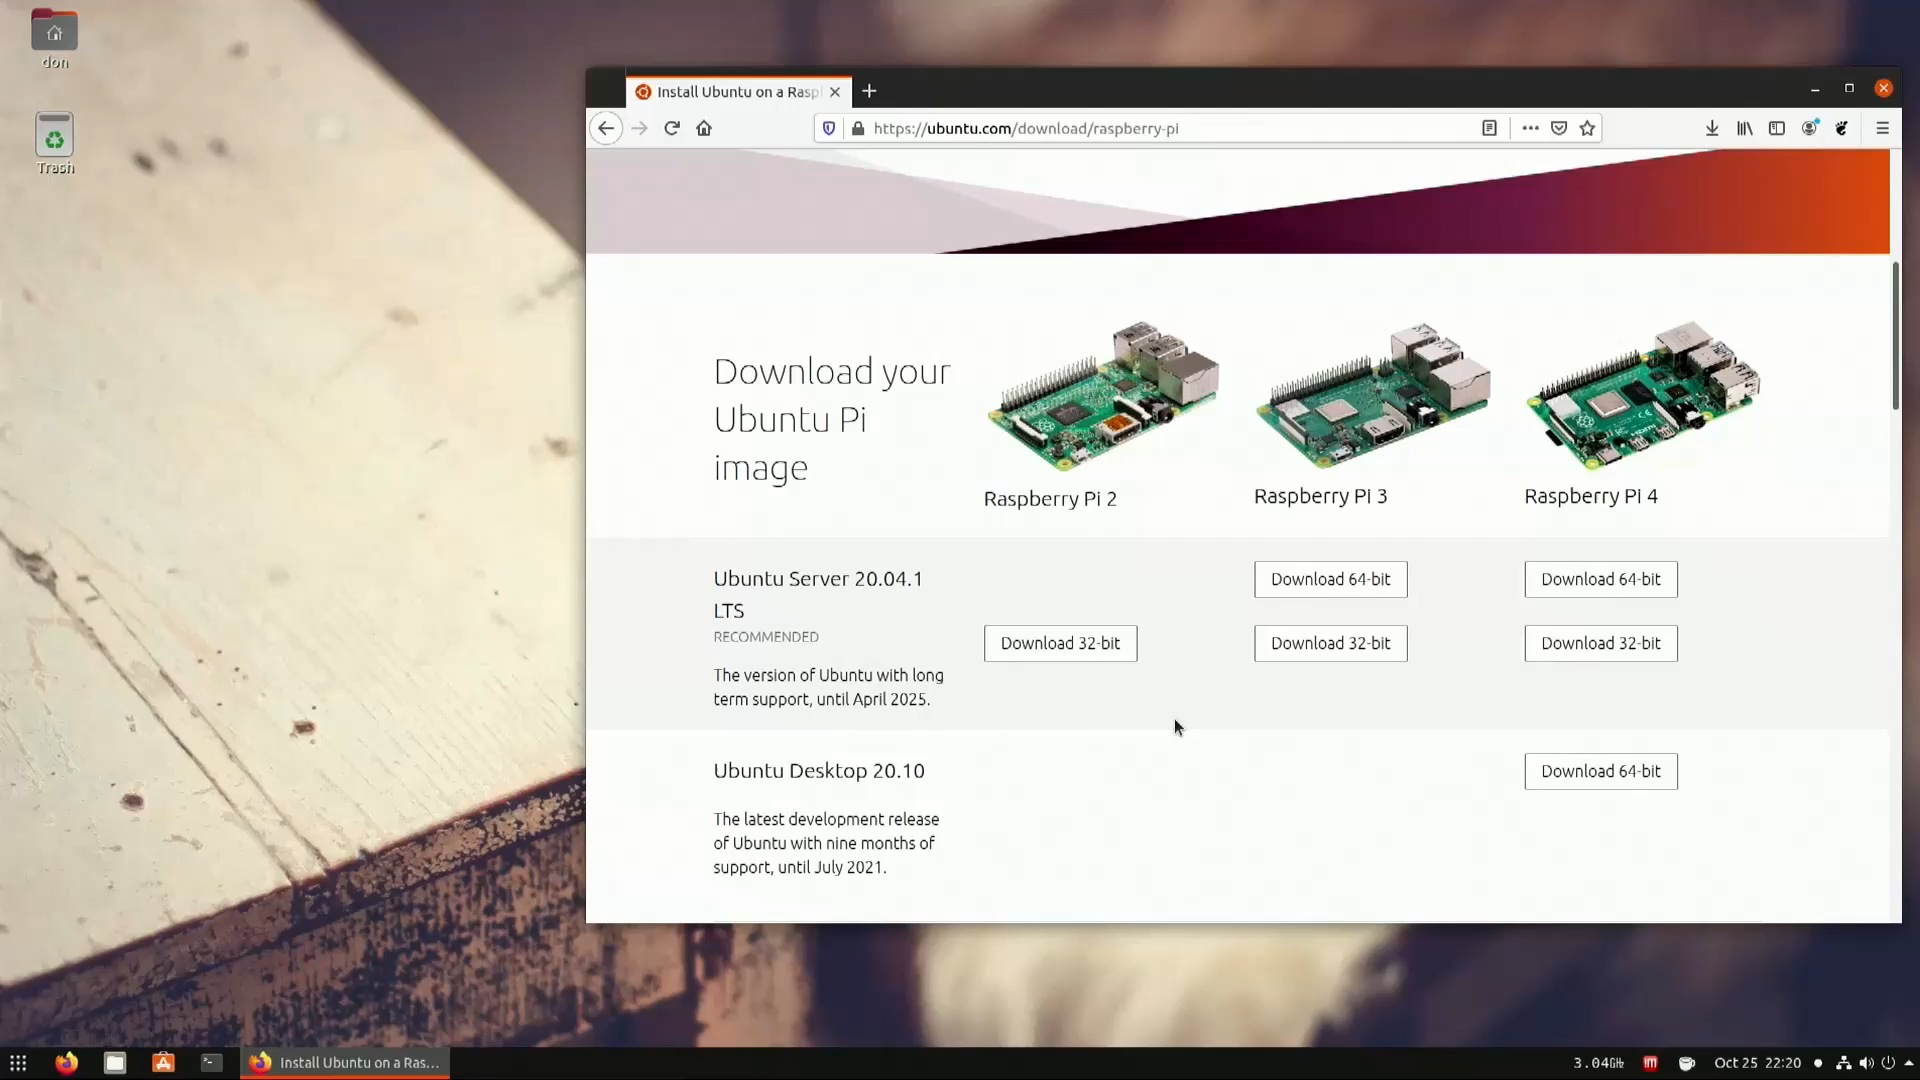 don
Trash
Install Ubuntu on a Rasp
https://ubuntu.com/download/raspberry-pi
Download your
Ubuntu Pi
image
Raspberry Pi 2
Raspberry Pi 3
Raspberry Pi 4
Ubuntu Server 20.04.1
LTS
RECOMMENDED
The version of Ubuntu with long
term support, until April 2025.
Download 64-bit
Download 64-bit
Download 32-bit
Download 32-bit
Download 32-bit
Ubuntu Desktop 20.10
Download 64-bit
The latest development release
of Ubuntu with nine months of
support, until July 2021.
Install Ubuntu on a Ras...
3.04GHz
m
Oct 25 22:20